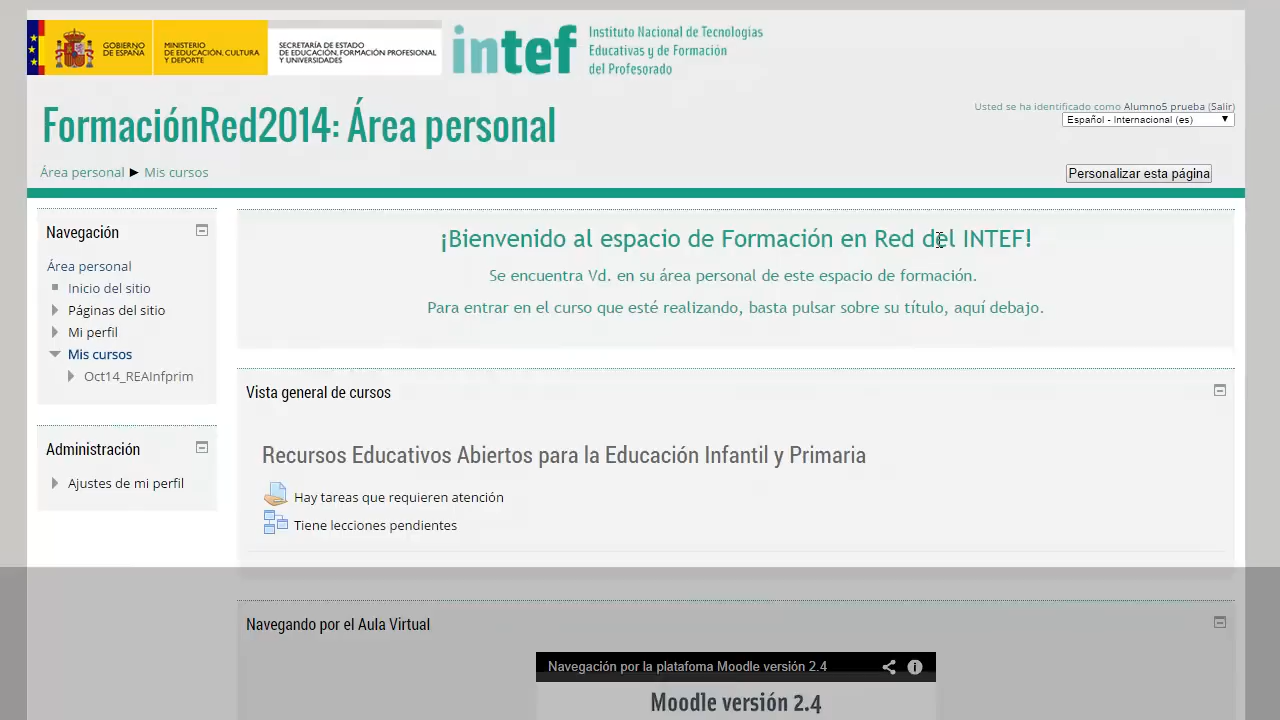 GOBIERNO
DE ESPAÑA
MINISTERIO
DE EDUCACIÓN, CULTURA
Y DEPORTE
SECRETARÍA DE ESTADO
DE EDUCACIÓN, FORMACIÓN PROFESIONAL
Y UNIVERSIDADES
intef
Instituto Nacional de Tecnologías
Educativas y de Formación
del Profesorado
FormaciónRed2014: Área personal
Usted se ha identificado como Alumno5 prueba (Salir)
Español - Internacional (es)
Área personal ► Mis cursos
Personalizar esta página
Navegación
Área personal
Inicio del sitio
Páginas del sitio
Mi perfil
Mis cursos
Oct14_REAInfprim
Administración
Ajustes de mi perfil
¡Bienvenido al espacio de Formación en Red del INTEF!
Se encuentra Vd. en su área personal de este espacio de formación.
Para entrar en el curso que esté realizando, basta pulsar sobre su título, aquí debajo.
Vista general de cursos
Recursos Educativos Abiertos para la Educación Infantil y Primaria
Hay tareas que requieren atención
Tiene lecciones pendientes
Navegando por el Aula Virtual
Navegación por la platafoma Moodle versión 2.4
Moodle versión 2.4